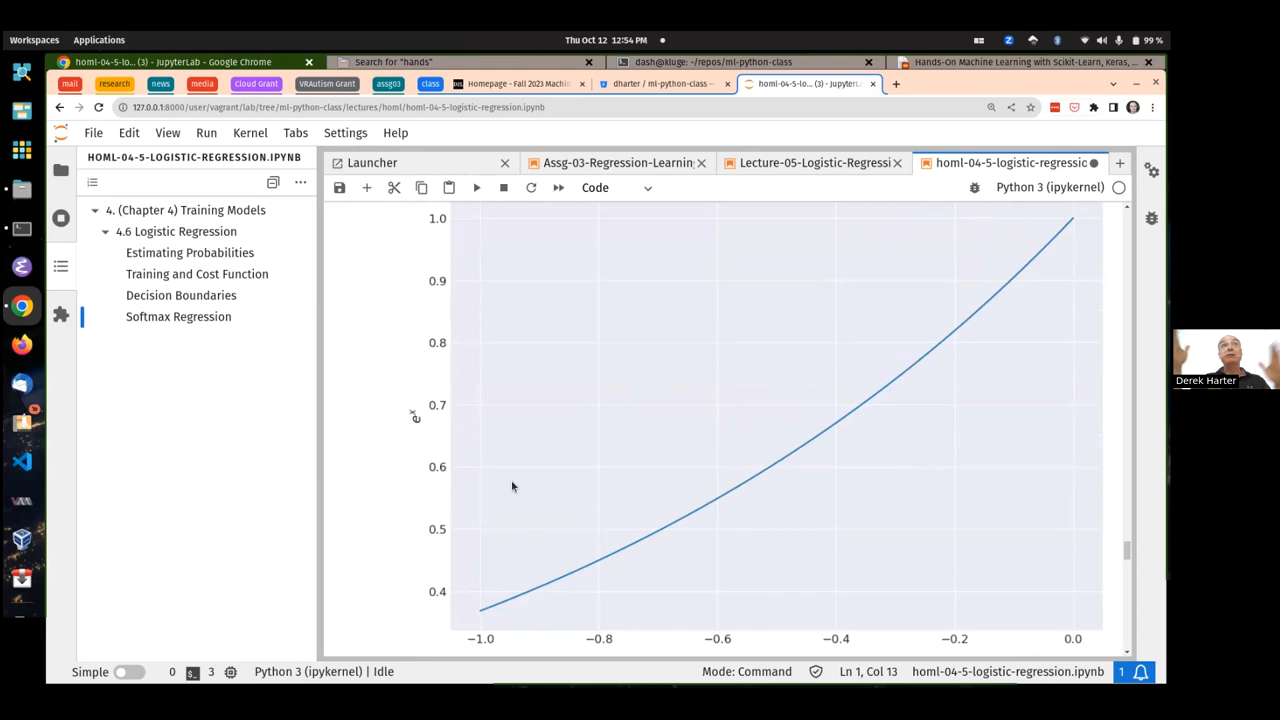 Workspaces Applications Thu Oct 12 12:54 PM 99 %
homl-04-5-lo... (3) - JupyterLab - Google Chrome Search for "hands" dash@kluge: ~/repos/ml-python-class Hands-On Machine Learning with Scikit-Learn, Keras,
mail research news media Cloud Grant VRAutism Grant assg03 class Homepage - Fall 2023 Machin dharter / ml-python-class – homl-04-5-lo... (3) - JupyterL
127.0.0.1:8000/user/vagrant/lab/tree/ml-python-class/lectures/homl/homl-04-5-logistic-regression.ipynb
File Edit View Run Kernel Tabs Settings Help
HOML-04-5-LOGISTIC-REGRESSION.IPYNB
Launcher Assg-03-Regression-Learnin Lecture-05-Logistic-Regressi homl-04-5-logistic-regressic
Code Python 3 (ipykernel)
4. (Chapter 4) Training Models
4.6 Logistic Regression
Estimating Probabilities
Training and Cost Function
Decision Boundaries
Softmax Regression
1.0
0.9
0.8
0.7
0.6
0.5
0.4
e^x
−1.0 −0.8 −0.6 −0.4 −0.2 0.0
Derek Harter
Simple 0 3 Python 3 (ipykernel) | Idle Mode: Command Ln 1, Col 13 homl-04-5-logistic-regression.ipynb 1